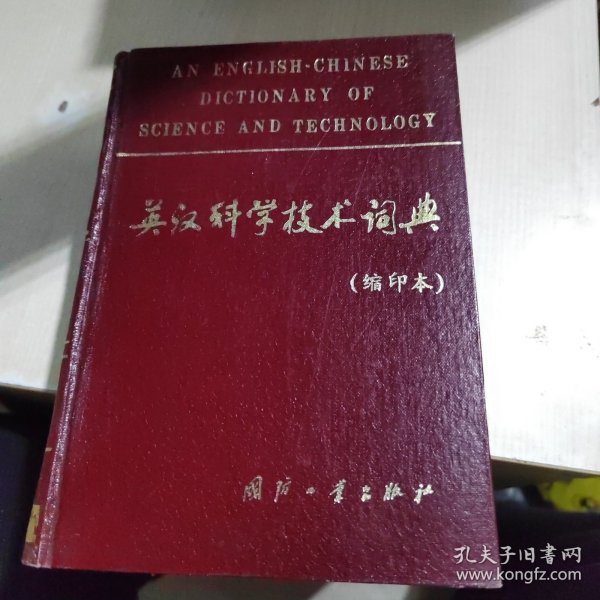 AN ENGLISH-CHINESE
DICTIONARY OF
SCIENCE AND TECHNOLOGY
英汉科学技术词典
(缩印本)
国防工业出版社
孔夫子旧书网
www.kongfz.com